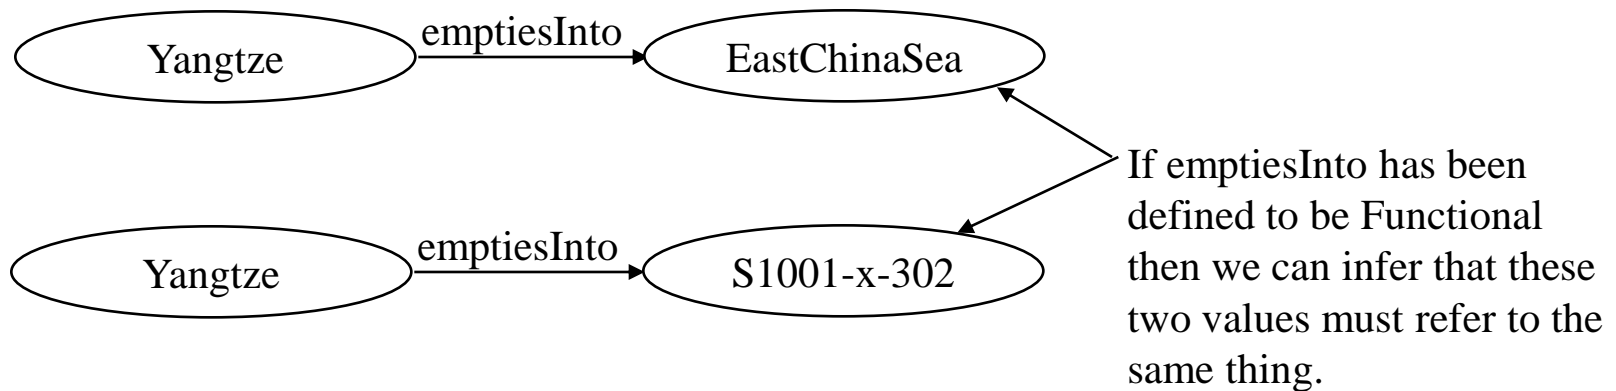 Yangtze
emptiesInto
EastChinaSea
Yangtze
emptiesInto
S1001-x-302
If emptiesInto has been
defined to be Functional
then we can infer that these
two values must refer to the
same thing.